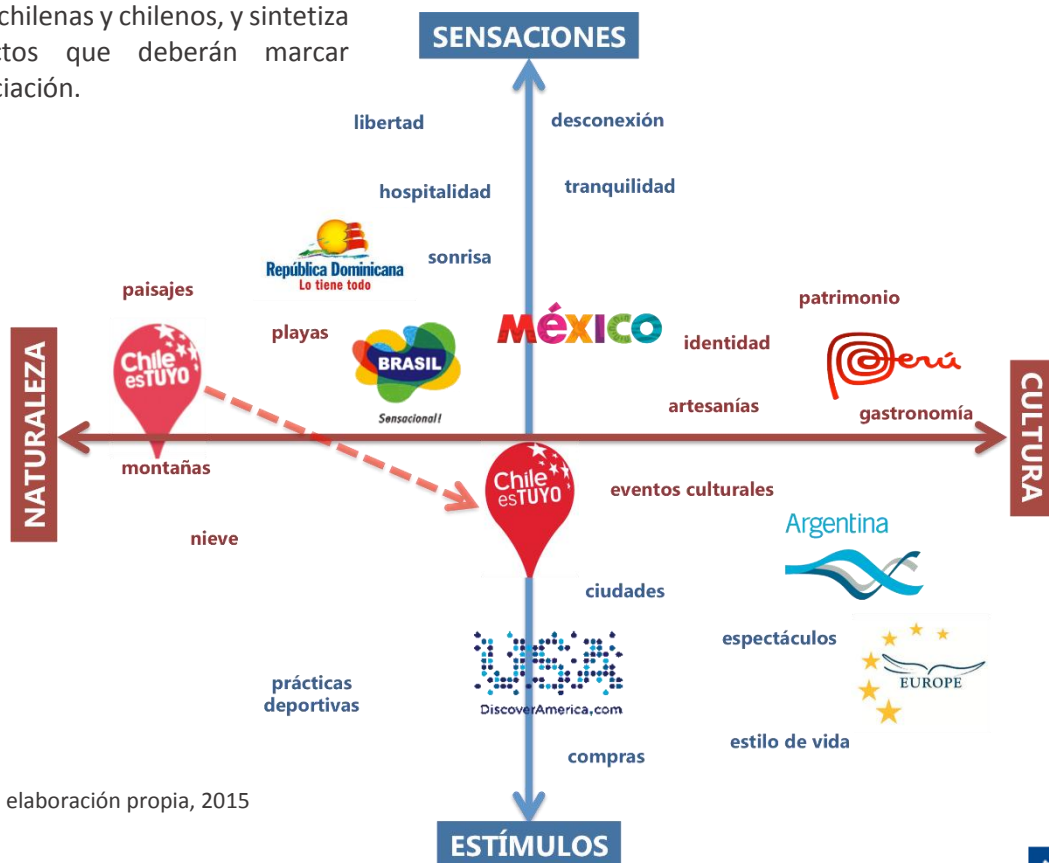 chilenas y chilenos, y sintetiza
que deberán marcar
SENSACIONES
libertad
desconexión
hospitalidad
tranquilidad
República Dominicana
Lo tiene todo
sonrisa
paisajes
patrimonio
playas
MéxICO
identidad
Perú
Chile
esTUYO
BRASIL
Sensacional!
NATURALEZA
artesanías
gastronomía
CULTURA
montañas
Chile
esTUYO
eventos culturales
nieve
Argentina
ciudades
espectáculos
USA
DiscoverAmerica,com
EUROPE
prácticas
deportivas
estilo de vida
compras
elaboración propia, 2015
ESTÍMULOS